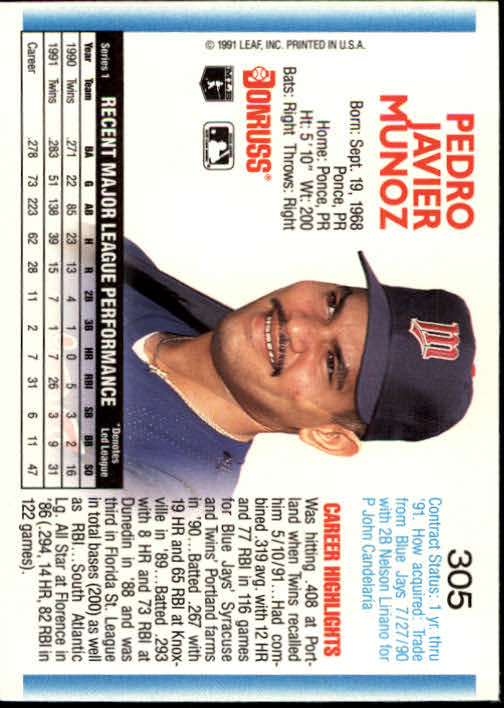 305
PEDRO
JAVIER
MUNOZ
Born: Sept. 19, 1968
Ponce, PR
Home: Ponce, PR
Ht: 5'10" Wt: 200
Bats: Right Throws: Right
DONRUSS®
MLB
© 1991 LEAF, INC. PRINTED IN U.S.A.
Contract Status: 1 yr. thru
'91. How acquired: Trade
from Blue Jays 7/27/90
with 2B Nelson Liriano for
P John Candelaria
CAREER HIGHLIGHTS
Was hitting .408 at Port-
land when Twins recalled
him 5/10/91...Had com-
bined .319 avg. with 12 HR
and 77 RBI in 116 games
for Blue Jays' Syracuse
and Twins' Portland farms
in '90...Batted .267 with
19 HR and 65 RBI at Knox-
ville in '89...Batted .293
with 8 HR and 73 RBI at
Dunedin in '88 and was
third in Florida St. League
in total bases (200) as well
as RBI...South Atlantic
Lg. All Star at Florence in
'86 (.294, 14 HR, 82 RBI in
122 games).
Series 1 RECENT MAJOR LEAGUE PERFORMANCE *Denotes Led League
Year Team BA G AB H R 2B 3B HR RBI SB BB SO
1990 Twins .271 22 85 23 13 4 1 0 5 3 2 16
1991 Twins .283 51 138 39 15 7 1 7 26 3 9 31
Career .278 73 223 62 28 11 2 7 31 6 11 47